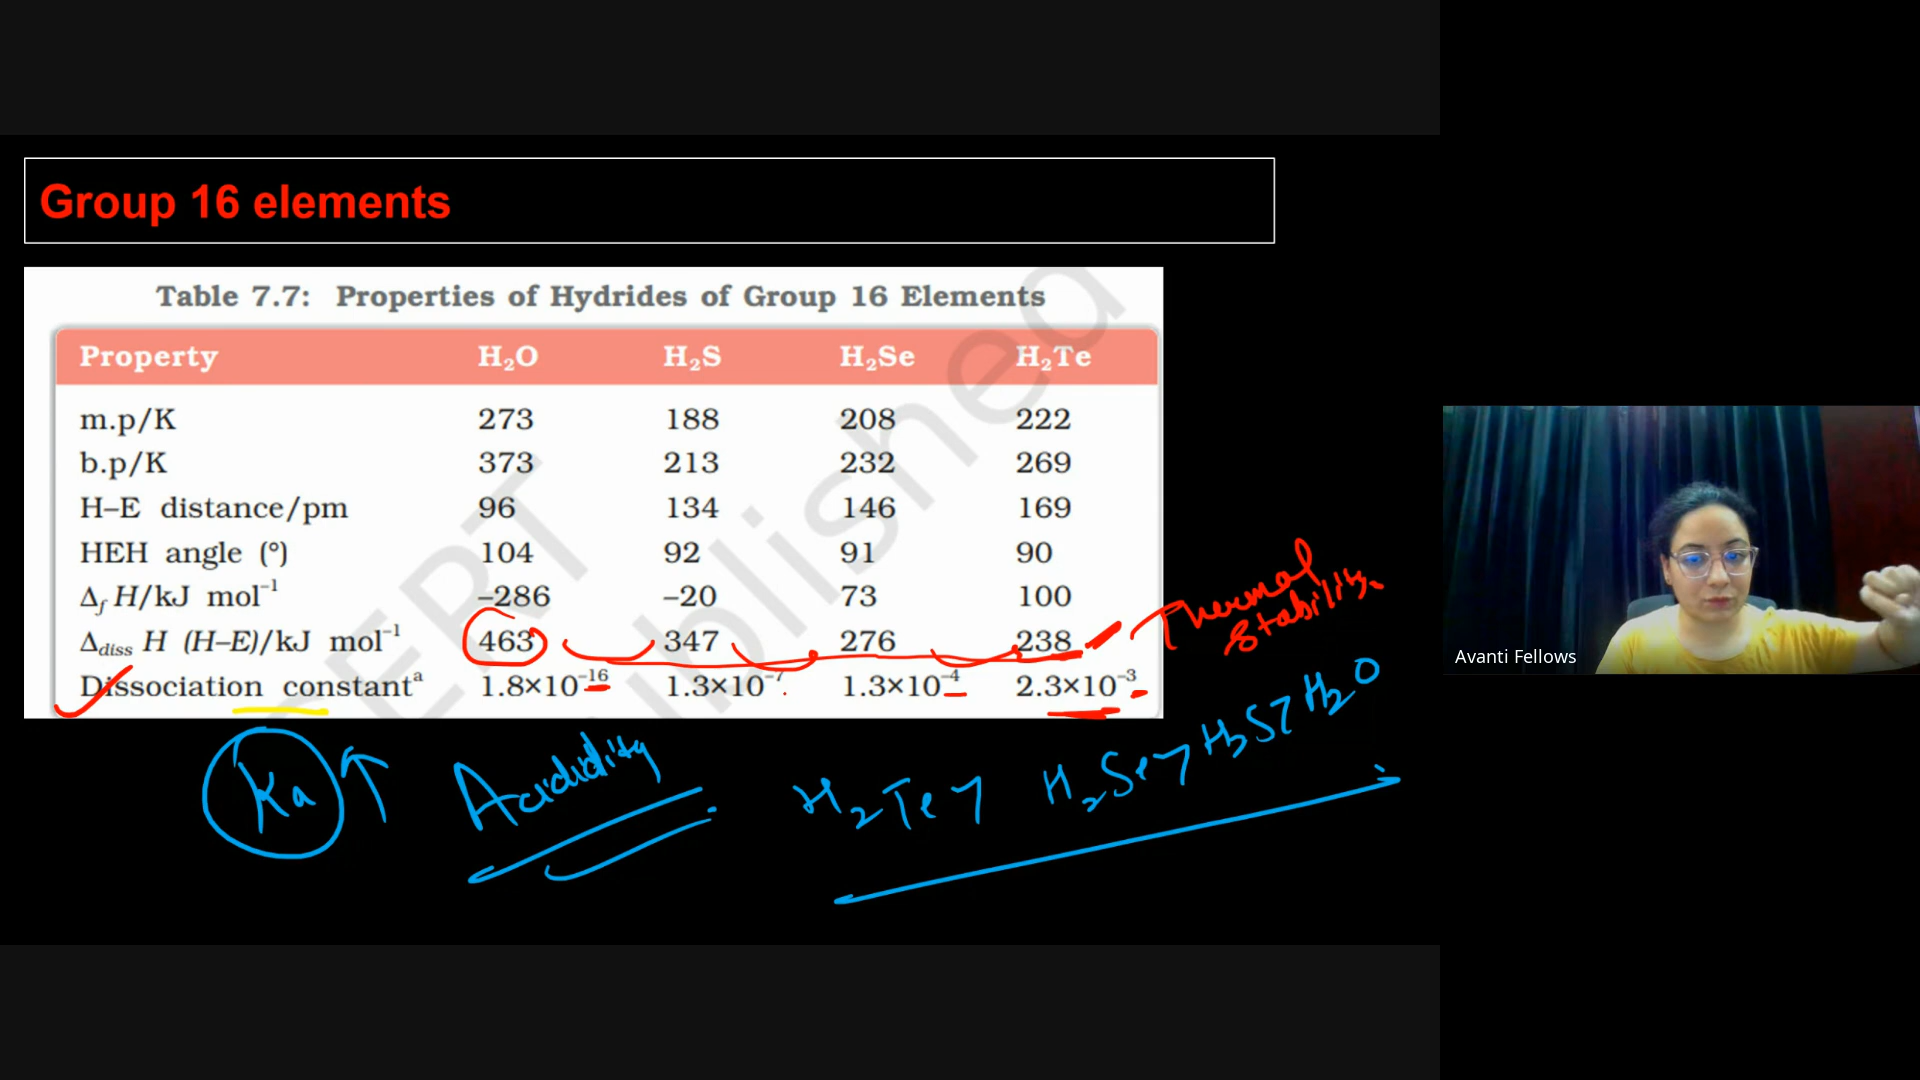 Group 16 elements
Table 7.7: Properties of Hydrides of Group 16 Elements
Property H₂O H₂S H₂Se H₂Te
m.p/K 273 188 208 222
b.p/K 373 213 232 269
H–E distance/pm 96 134 146 169
HEH angle (°) 104 92 91 90
Δf H/kJ mol⁻¹ –286 –20 73 100
Δdiss H (H–E)/kJ mol⁻¹ 463 347 276 238
Dissociation constantᵃ 1.8×10⁻¹⁶ 1.3×10⁻⁷ 1.3×10⁻⁴ 2.3×10⁻³
Thermal
Stability
Ka ↑
H₂Te > H₂Se > H₂S > H₂O
Avanti Fellows